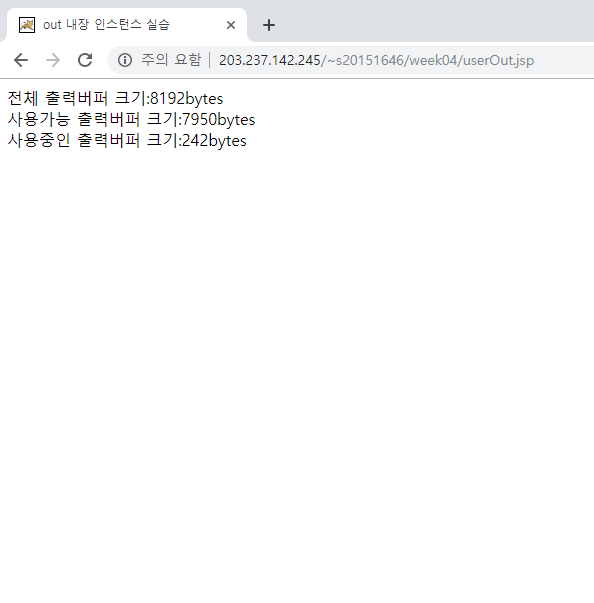 out 내장 인스턴스 실습
주의 요함 | 203.237.142.245/~s20151646/week04/userOut.jsp
전체 출력버퍼 크기:8192bytes
사용가능 출력버퍼 크기:7950bytes
사용중인 출력버퍼 크기:242bytes